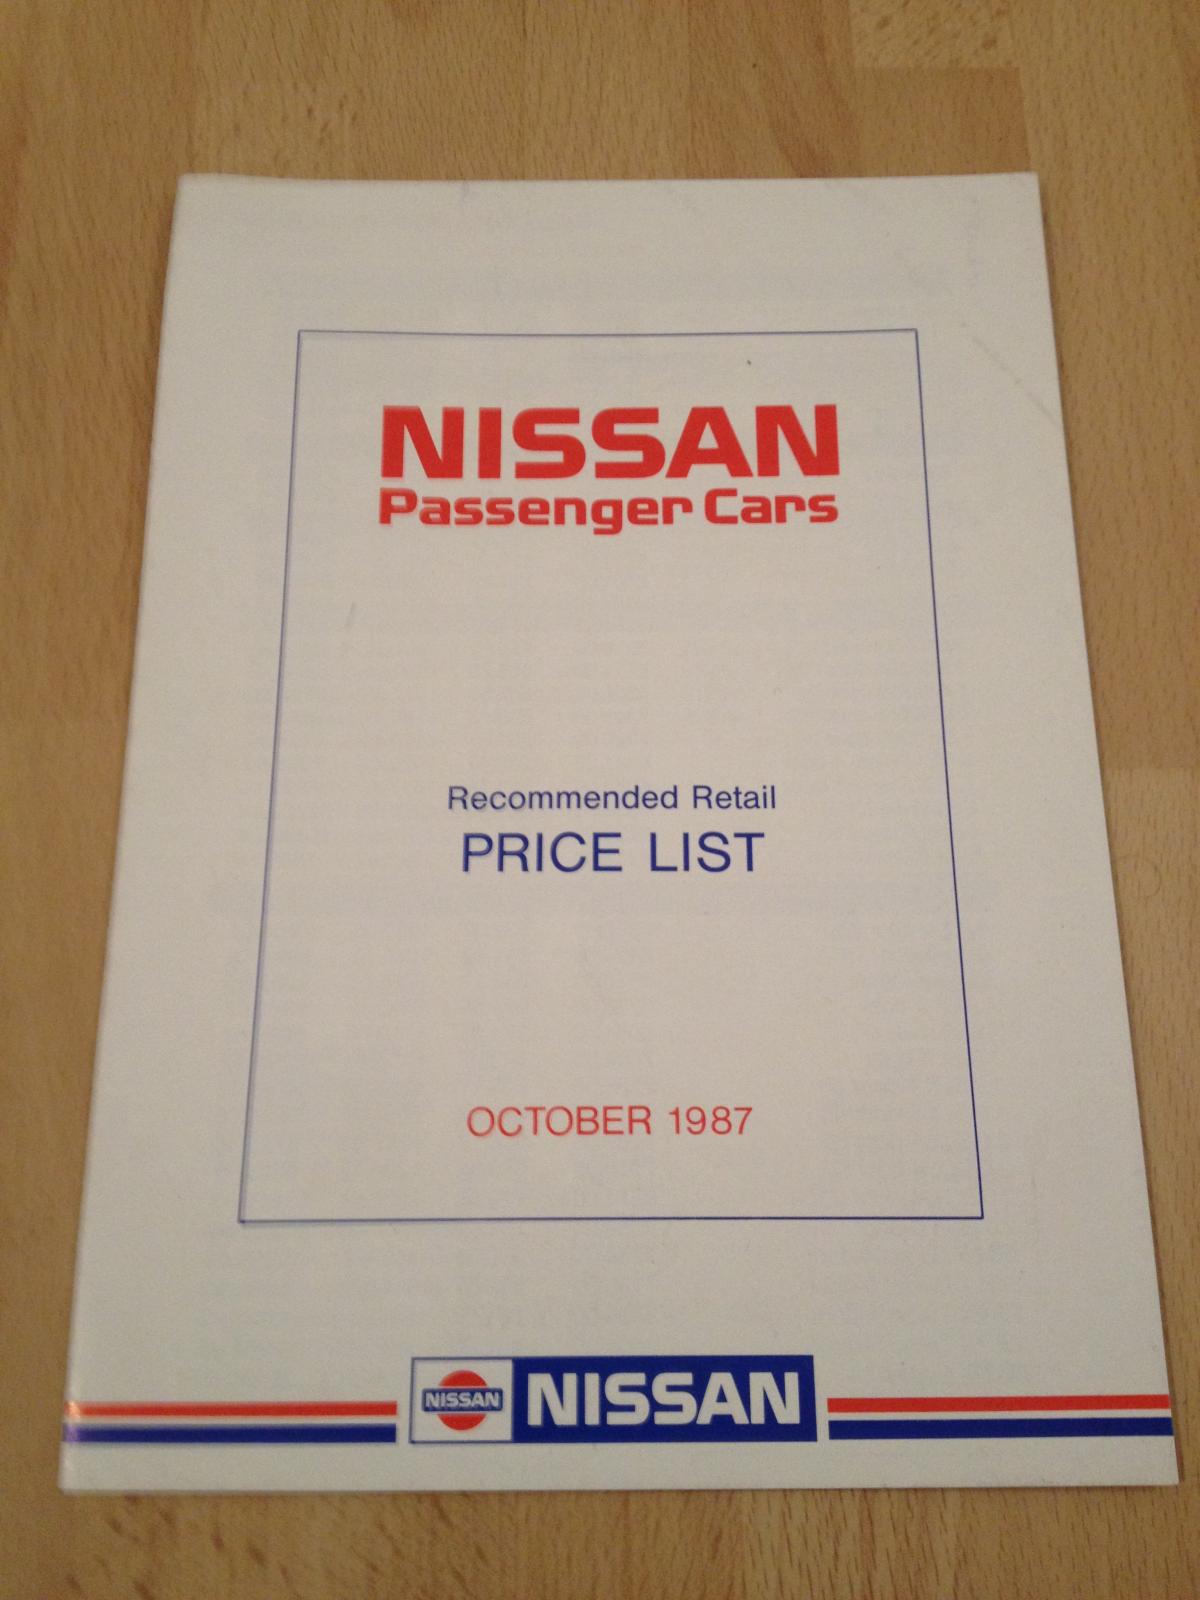 NISSAN
Passenger Cars
Recommended Retail
PRICE LIST
OCTOBER 1987
NISSAN NISSAN